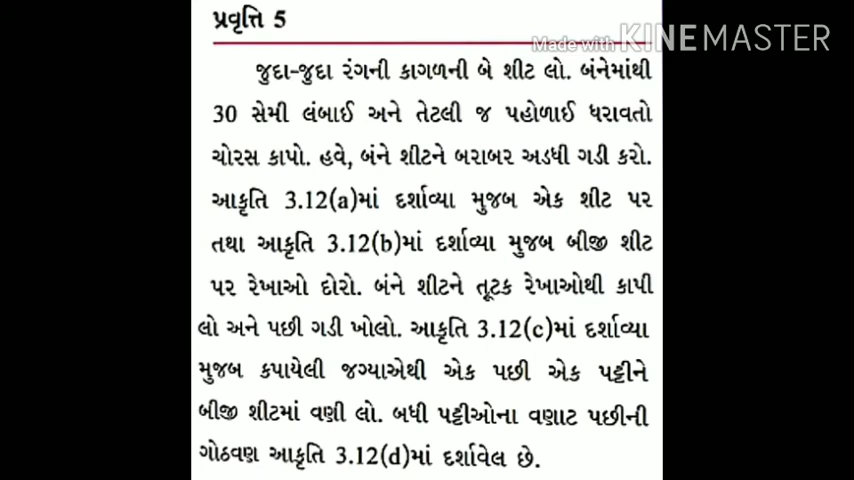 પ્રવૃત્તિ 5
Made with KINEMASTER
જુદા-જુદા રંગની કાગળની બે શીટ લો. બંનેમાંથી
30 સેમી લંબાઈ અને તેટલી જ પહોળાઈ ધરાવતો
ચોરસ કાપો. હવે, બંને શીટને બરાબર અડધી ગડી કરો.
આકૃતિ 3.12(a)માં દર્શાવ્યા મુજબ એક શીટ પર
તથા આકૃતિ 3.12(b)માં દર્શાવ્યા મુજબ બીજી શીટ
પર રેખાઓ દોરો. બંને શીટને તૂટક રેખાઓથી કાપી
લો અને પછી ગડી ખોલો. આકૃતિ 3.12(c)માં દર્શાવ્યા
મુજબ કપાયેલી જગ્યાએથી એક પછી એક પટ્ટીને
બીજી શીટમાં વણી લો. બધી પટ્ટીઓના વણાટ પછીની
ગોઠવણ આકૃતિ 3.12(d)માં દર્શાવેલ છે.